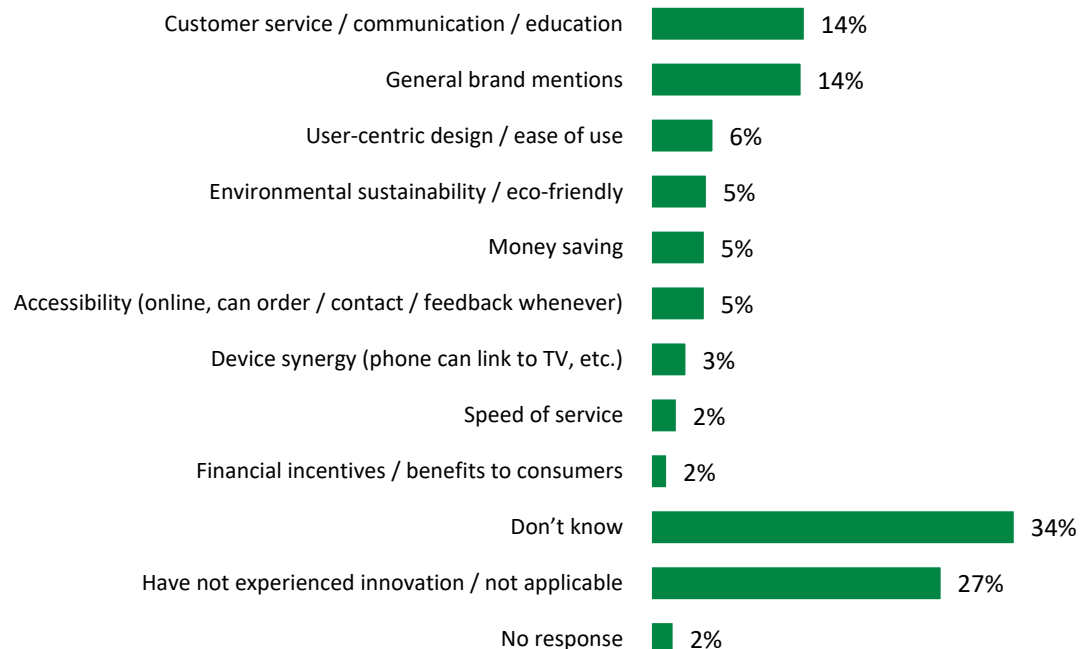 Customer service / communication / education 14%
General brand mentions 14%
User-centric design / ease of use 6%
Environmental sustainability / eco-friendly 5%
Money saving 5%
Accessibility (online, can order / contact / feedback whenever) 5%
Device synergy (phone can link to TV, etc.) 3%
Speed of service 2%
Financial incentives / benefits to consumers 2%
Don’t know 34%
Have not experienced innovation / not applicable 27%
No response 2%